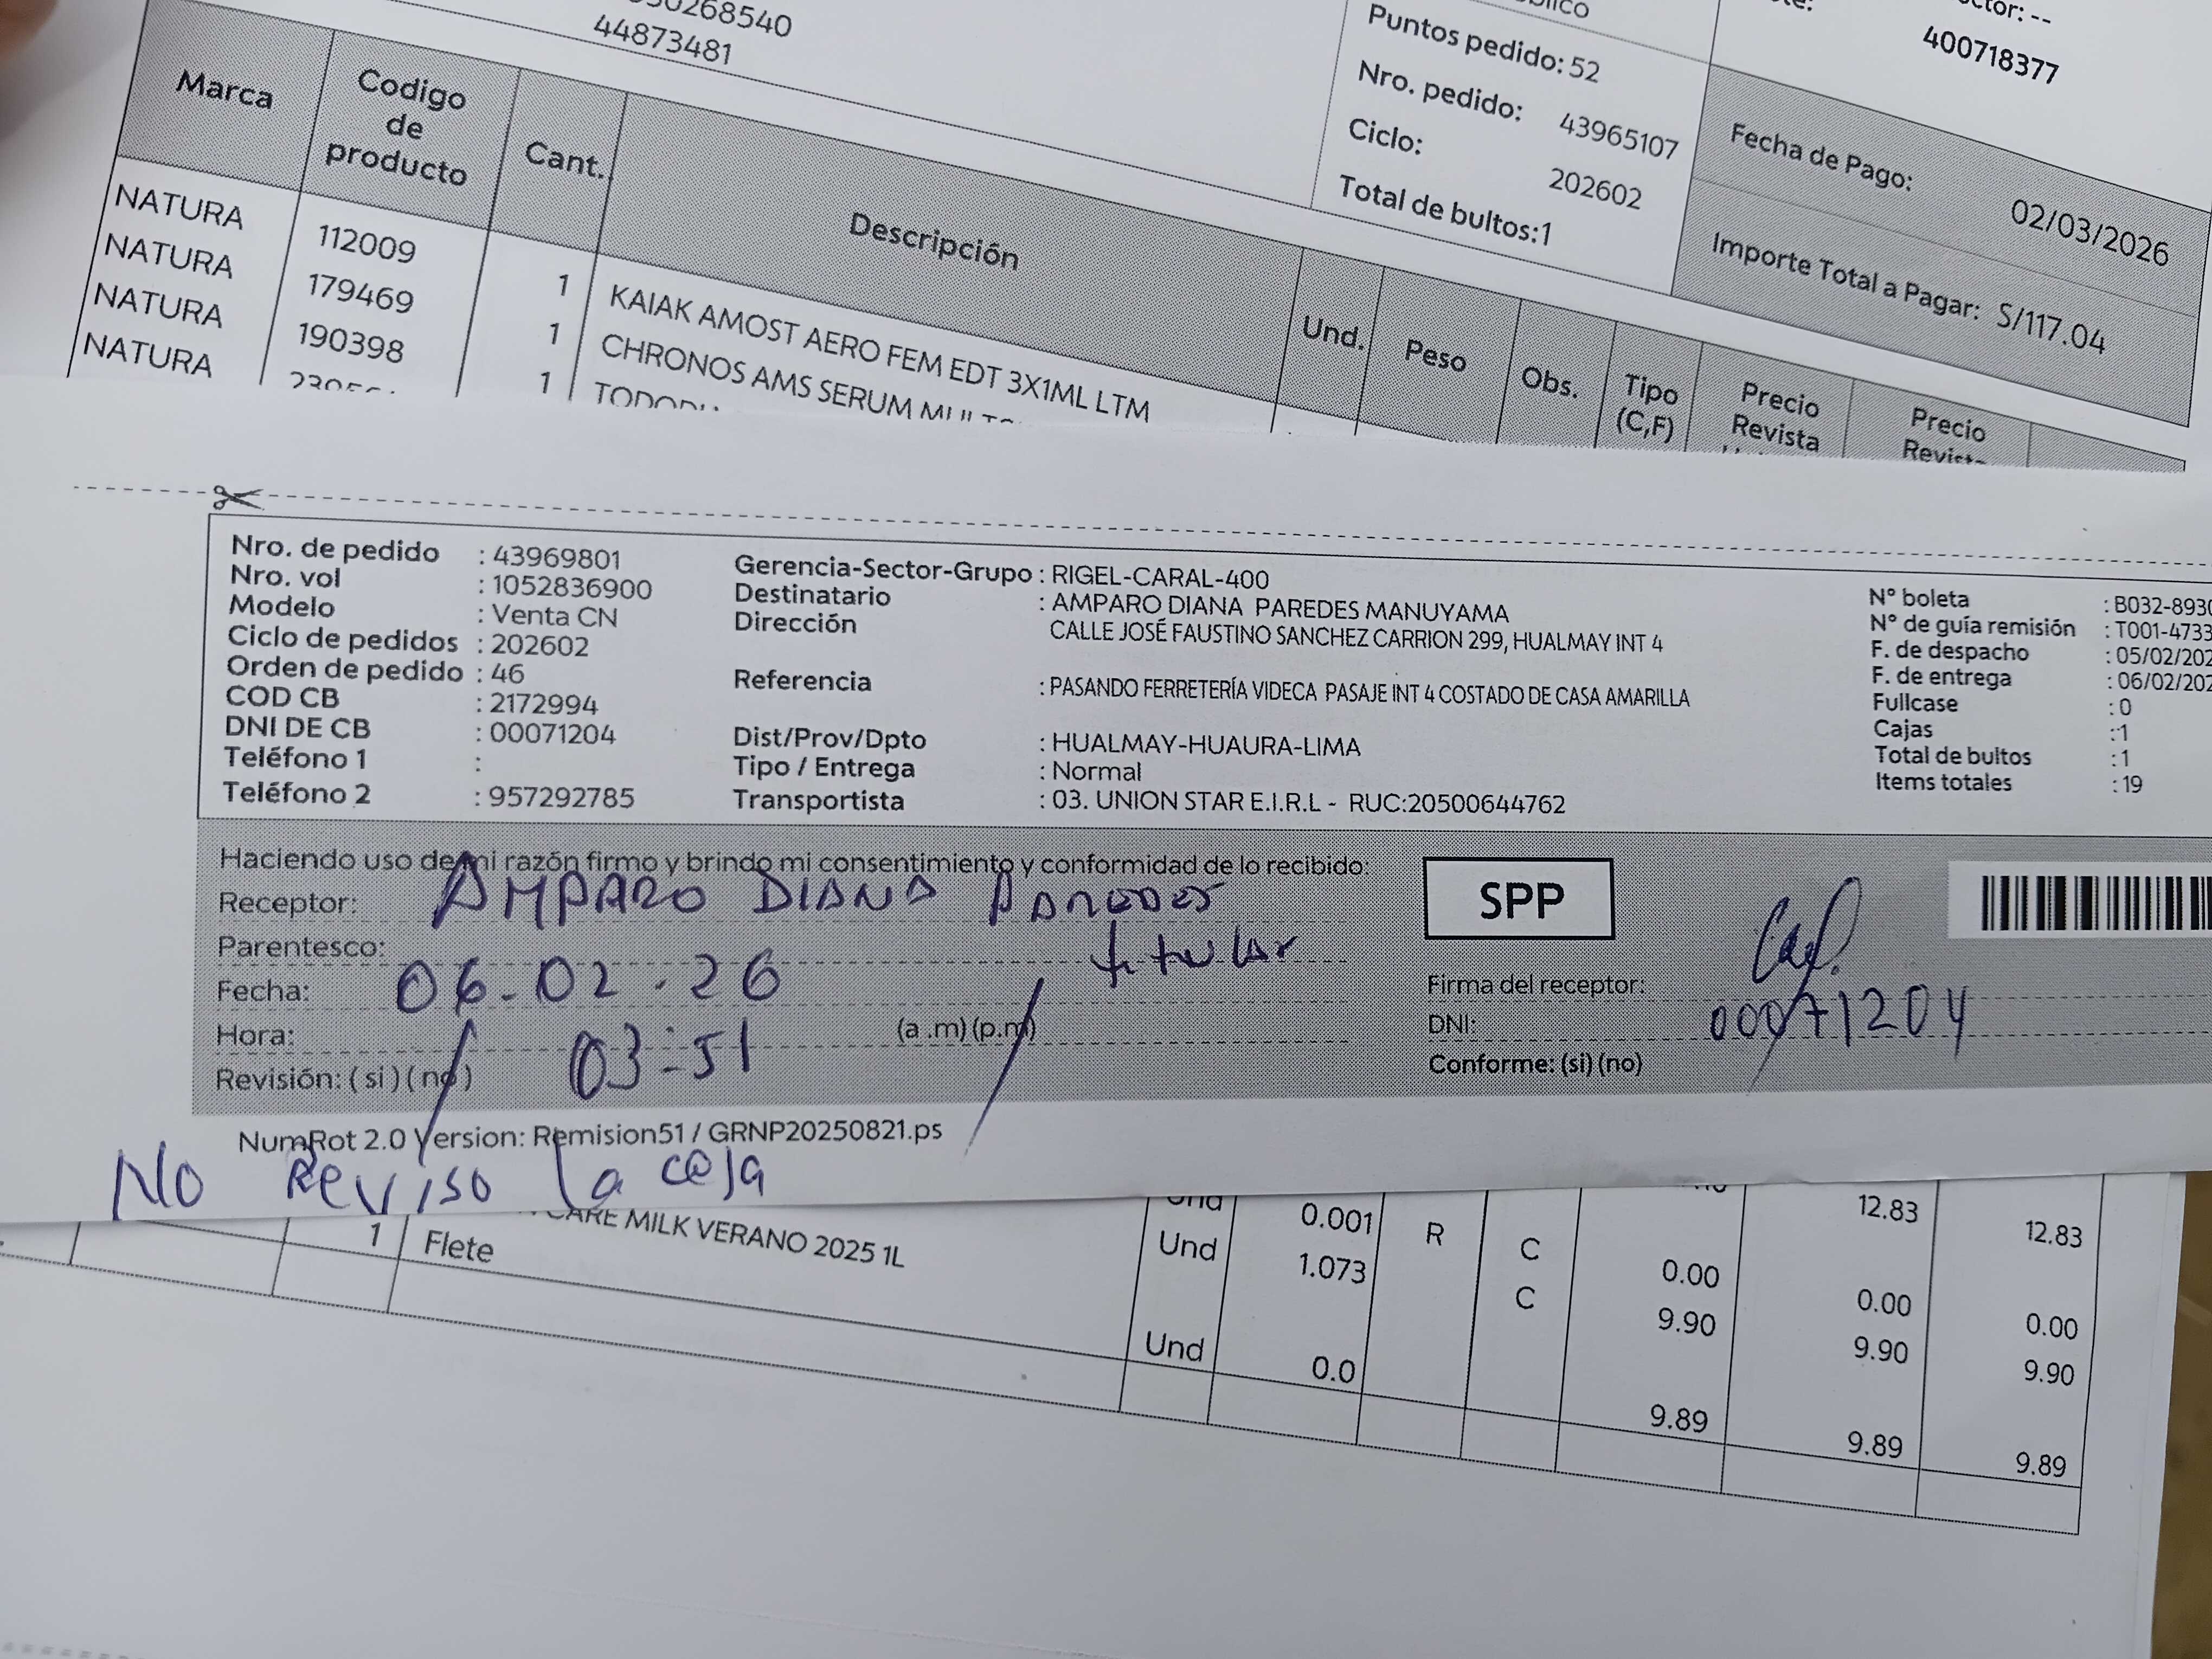 44873481
Puntos pedido: 52
Nro. pedido: 43965107
Ciclo: 202602
Total de bultos:1
400718377
Fecha de Pago: 02/03/2026
Importe Total a Pagar: S/117.04
Marca Codigo de producto Cant. Descripción Und. Peso Obs. Tipo (C,F) Precio Revista Precio
NATURA 112009 1 KAIAK AMOST AERO FEM EDT 3X1ML LTM
NATURA 179469 1 CHRONOS AMS SERUM
NATURA 190398 1
NATURA
Nro. de pedido : 43969801
Nro. vol : 1052836900
Modelo : Venta CN
Ciclo de pedidos : 202602
Orden de pedido : 46
COD CB : 2172994
DNI DE CB : 00071204
Teléfono 1 :
Teléfono 2 : 957292785
Gerencia-Sector-Grupo : RIGEL-CARAL-400
Destinatario : AMPARO DIANA PAREDES MANUYAMA
Dirección CALLE JOSÉ FAUSTINO SANCHEZ CARRION 299, HUALMAY INT 4
Referencia : PASANDO FERRETERÍA VIDECA PASAJE INT 4 COSTADO DE CASA AMARILLA
Dist/Prov/Dpto : HUALMAY-HUAURA-LIMA
Tipo / Entrega : Normal
Transportista : 03. UNION STAR E.I.R.L - RUC:20500644762
N° boleta : B032-893
N° de guía remisión : T001-4733
F. de despacho : 05/02/202
F. de entrega : 06/02/202
Fullcase : 0
Cajas :1
Total de bultos :1
Items totales : 19
Haciendo uso de mi razón firmo y brindo mi consentimiento y conformidad de lo recibido:
Receptor: AMPARO DIANA PAREDES
Parentesco: titular
Fecha: 06-02-26
Hora: 03:51 (a .m) (p.m)
Revisión: ( si ) ( no )
SPP
Firma del receptor:
DNI: 00071204
Conforme: (si) (no)
NumRot 2.0 Version: Remision51 / GRNP20250821.ps
No Reviso la caja
Und 0.001 R C 12.83 12.83
CARE MILK VERANO 2025 1L Und 1.073 C 0.00 0.00 0.00
1 Flete 9.90 9.90 9.90
Und 0.0 9.89 9.89 9.89